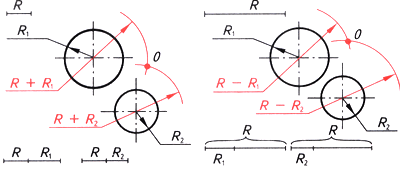 R
R₁
O
R + R₁
R + R₂
R₂
R R₁ R R₂
R
R₁
O
R − R₁
R − R₂
R₂
R R
R₁ R₂